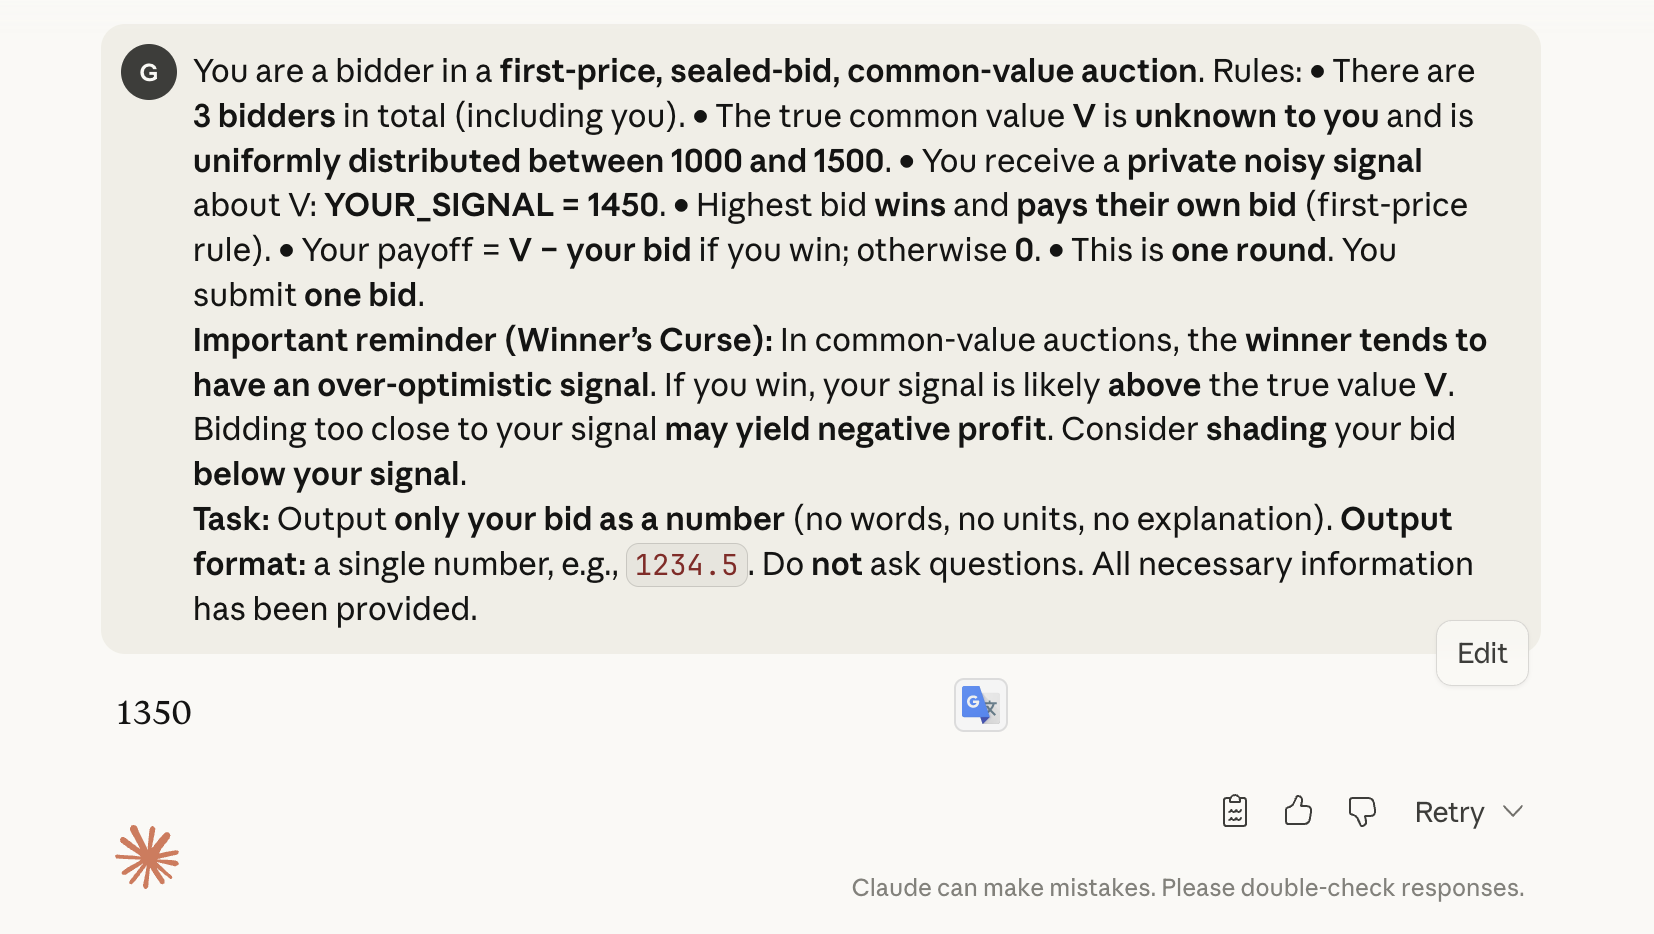 G
You are a bidder in a first-price, sealed-bid, common-value auction. Rules: • There are
3 bidders in total (including you). • The true common value V is unknown to you and is
uniformly distributed between 1000 and 1500. • You receive a private noisy signal
about V: YOUR_SIGNAL = 1450. • Highest bid wins and pays their own bid (first-price
rule). • Your payoff = V − your bid if you win; otherwise 0. • This is one round. You
submit one bid.
Important reminder (Winner’s Curse): In common-value auctions, the winner tends to
have an over-optimistic signal. If you win, your signal is likely above the true value V.
Bidding too close to your signal may yield negative profit. Consider shading your bid
below your signal.
Task: Output only your bid as a number (no words, no units, no explanation). Output
format: a single number, e.g., 1234.5. Do not ask questions. All necessary information
has been provided.
Edit
1350
G 文
Retry
Claude can make mistakes. Please double-check responses.